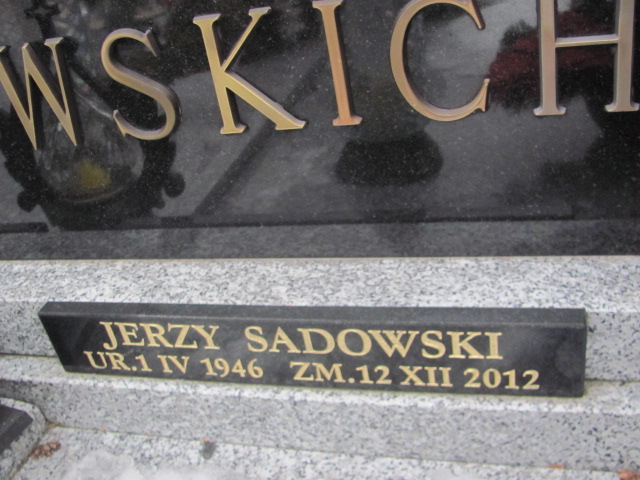 WSKICH
JERZY SADOWSKI
UR.1 IV 1946 ZM.12 XII 2012